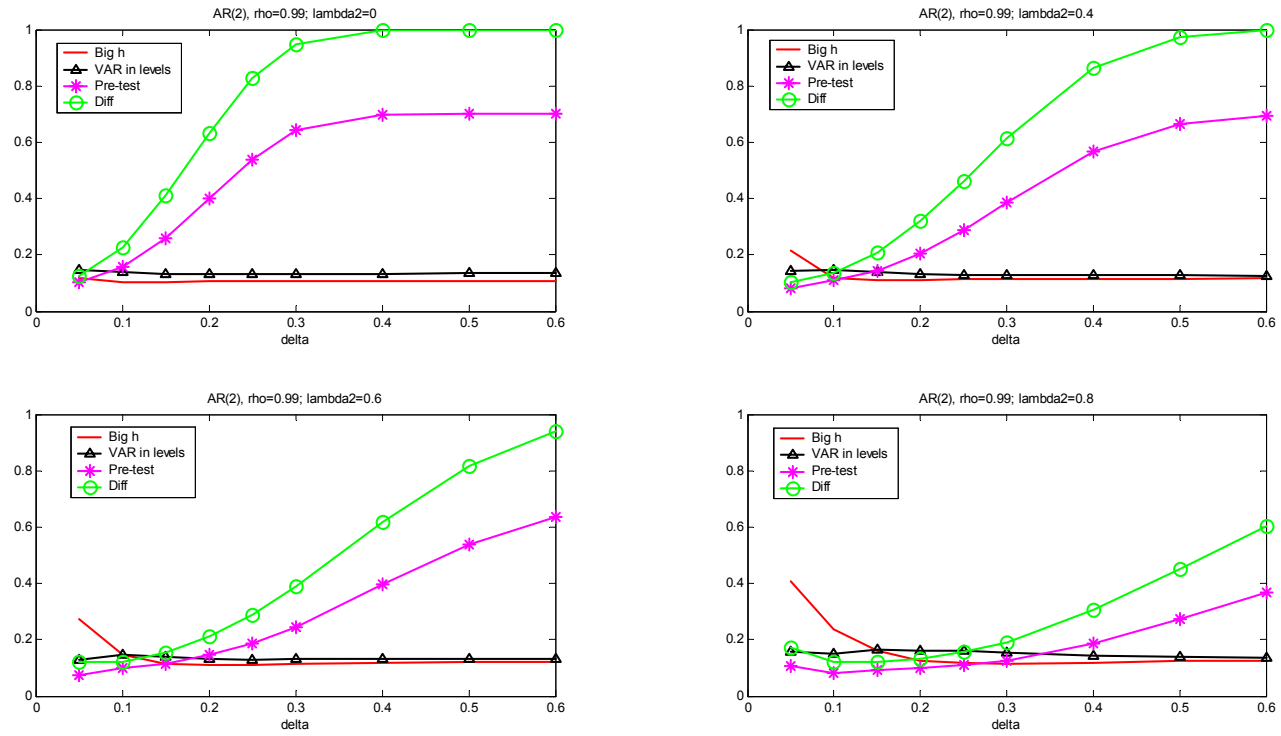 AR(2), rho=0.99; lambda2=0
1
0.8
0.6
0.4
0.2
0
0 0.1 0.2 0.3 0.4 0.5 0.6
delta
Big h
VAR in levels
Pre-test
Diff
AR(2), rho=0.99; lambda2=0.4
1
0.8
0.6
0.4
0.2
0
0 0.1 0.2 0.3 0.4 0.5 0.6
delta
Big h
VAR in levels
Pre-test
Diff
AR(2), rho=0.99; lambda2=0.6
1
0.8
0.6
0.4
0.2
0
0 0.1 0.2 0.3 0.4 0.5 0.6
delta
Big h
VAR in levels
Pre-test
Diff
AR(2), rho=0.99; lambda2=0.8
1
0.8
0.6
0.4
0.2
0
0 0.1 0.2 0.3 0.4 0.5 0.6
delta
Big h
VAR in levels
Pre-test
Diff